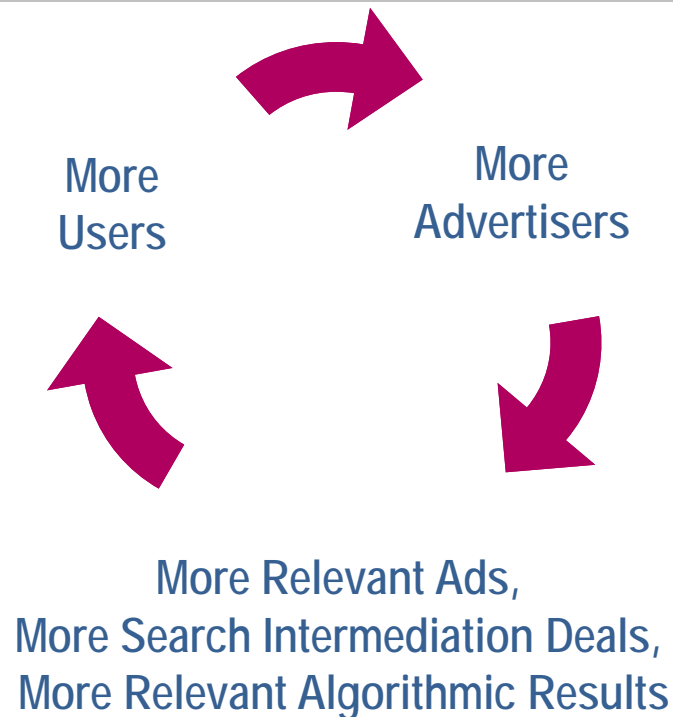 More
Users
More
Advertisers
More Relevant Ads,
More Search Intermediation Deals,
More Relevant Algorithmic Results